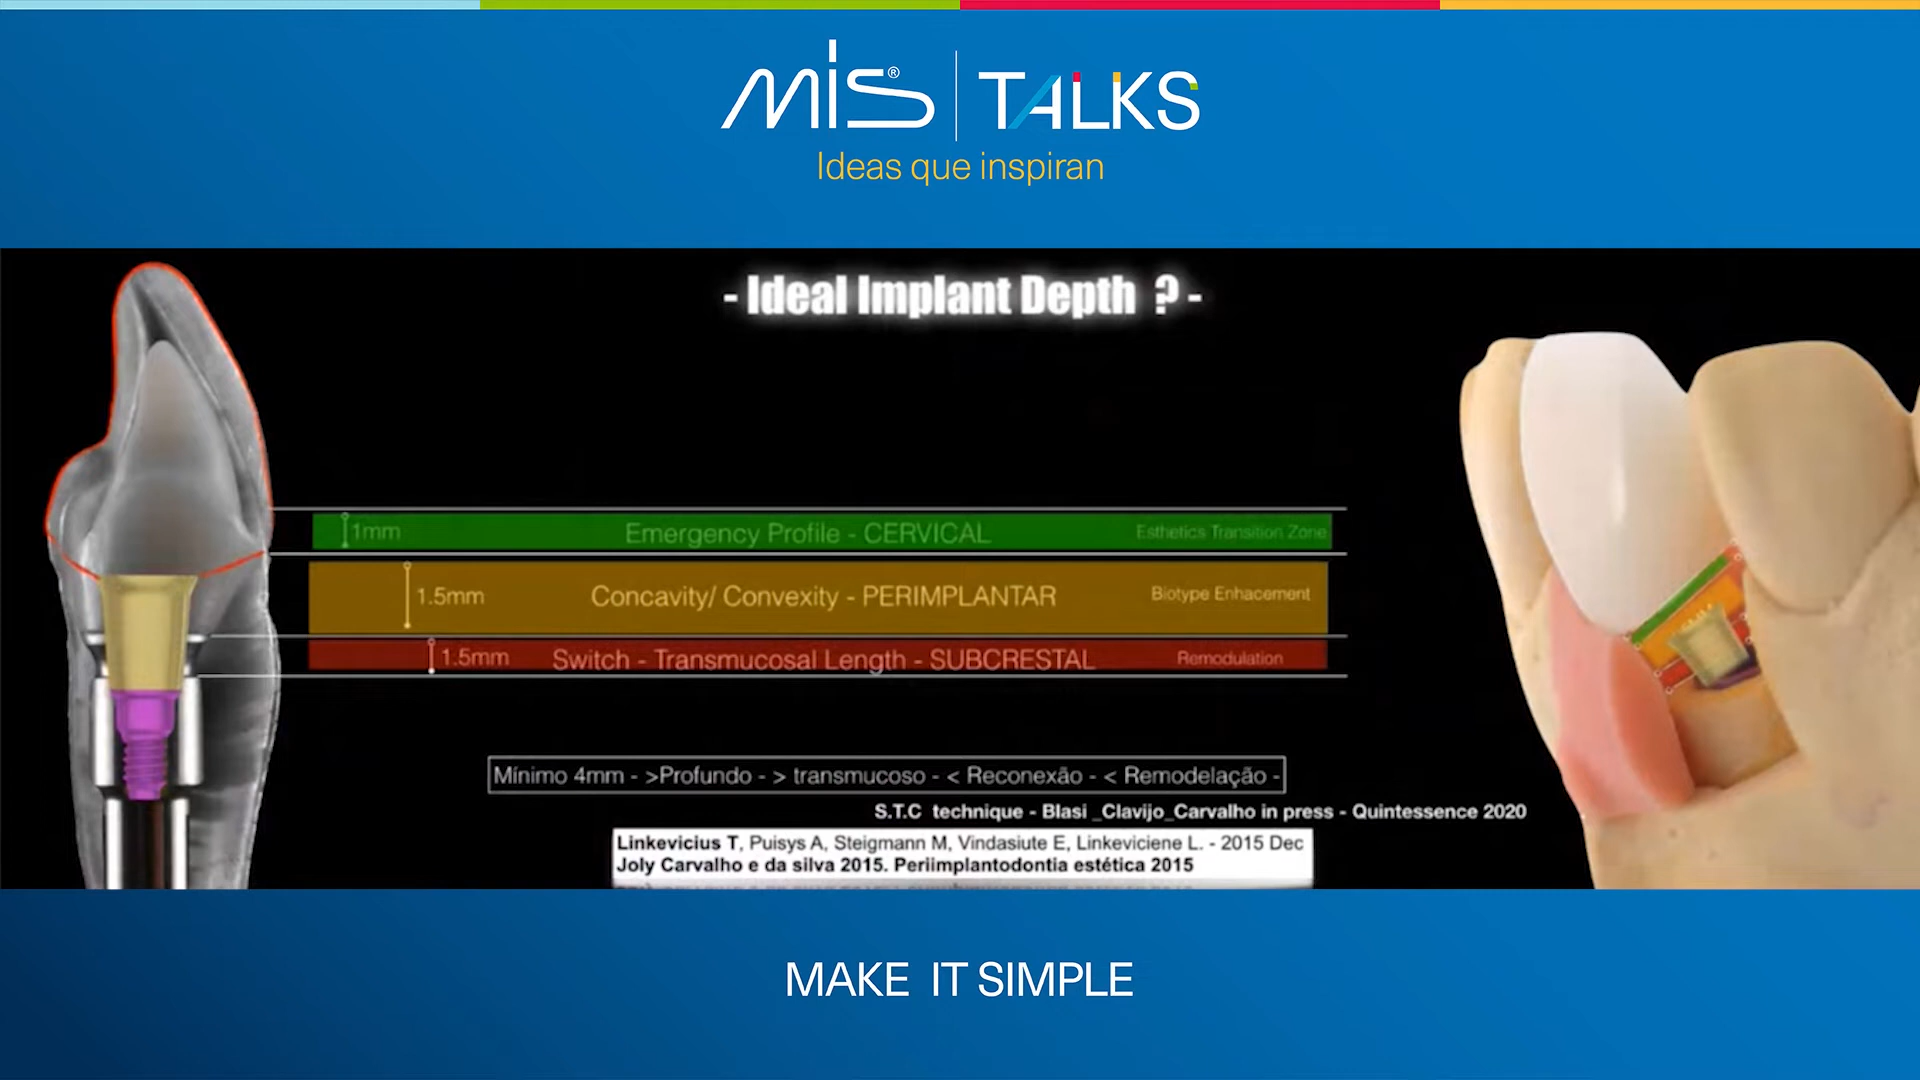 MIS® TALKS
Ideas que inspiran
- Ideal Implant Depth ? -
1mm Emergency Profile - CERVICAL Esthetics Transition Zone
1.5mm Concavity/ Convexity - PERIMPLANTAR Biotype Enhacement
1.5mm Switch - Transmucosal Length - SUBCRESTAL Remodulation
Mínimo 4mm - >Profundo - > transmucoso - < Reconexão - < Remodelação -
S.T.C technique - Blasi _Clavijo_Carvalho in press - Quintessence 2020
Linkevicius T, Puisys A, Steigmann M, Vindasiute E, Linkeviciene L. - 2015 Dec
Joly Carvalho e da silva 2015. Periimplantodontia estética 2015
MAKE IT SIMPLE